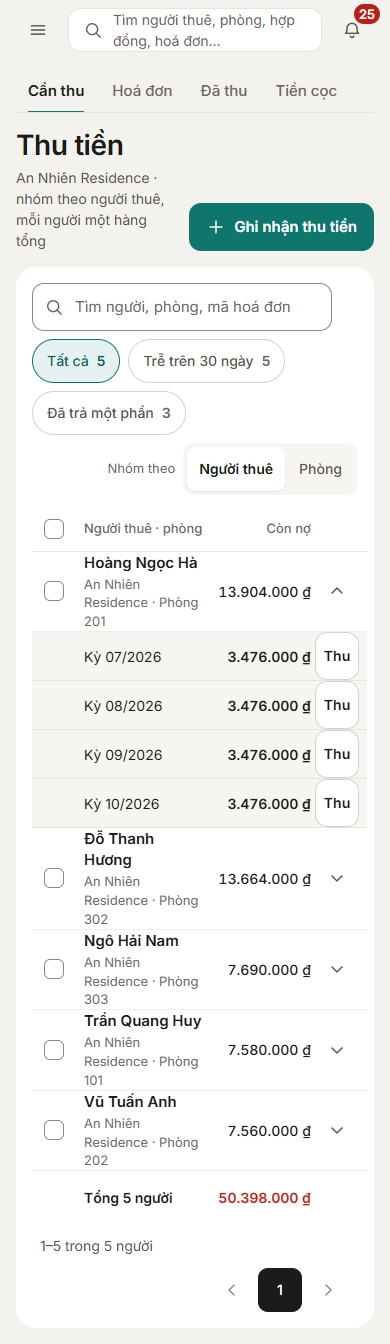 Tìm người thuê, phòng, hợp
đồng, hoá đơn...
25
Cần thu Hoá đơn Đã thu Tiền cọc
Thu tiền
An Nhiên Residence ·
nhóm theo người thuê,
mỗi người một hàng
tổng
Ghi nhận thu tiền
Tìm người, phòng, mã hoá đơn
Tất cả 5 Trễ trên 30 ngày 5
Đã trả một phần 3
Nhóm theo Người thuê Phòng
Người thuê · phòng Còn nợ
Hoàng Ngọc Hà
An Nhiên
Residence · Phòng
201
13.904.000 ₫
Kỳ 07/2026 3.476.000 ₫ Thu
Kỳ 08/2026 3.476.000 ₫ Thu
Kỳ 09/2026 3.476.000 ₫ Thu
Kỳ 10/2026 3.476.000 ₫ Thu
Đỗ Thanh
Hương
An Nhiên
Residence · Phòng
302
13.664.000 ₫
Ngô Hải Nam
An Nhiên
Residence · Phòng
303
7.690.000 ₫
Trần Quang Huy
An Nhiên
Residence · Phòng
101
7.580.000 ₫
Vũ Tuấn Anh
An Nhiên
Residence · Phòng
202
7.560.000 ₫
Tổng 5 người 50.398.000 ₫
1–5 trong 5 người
1